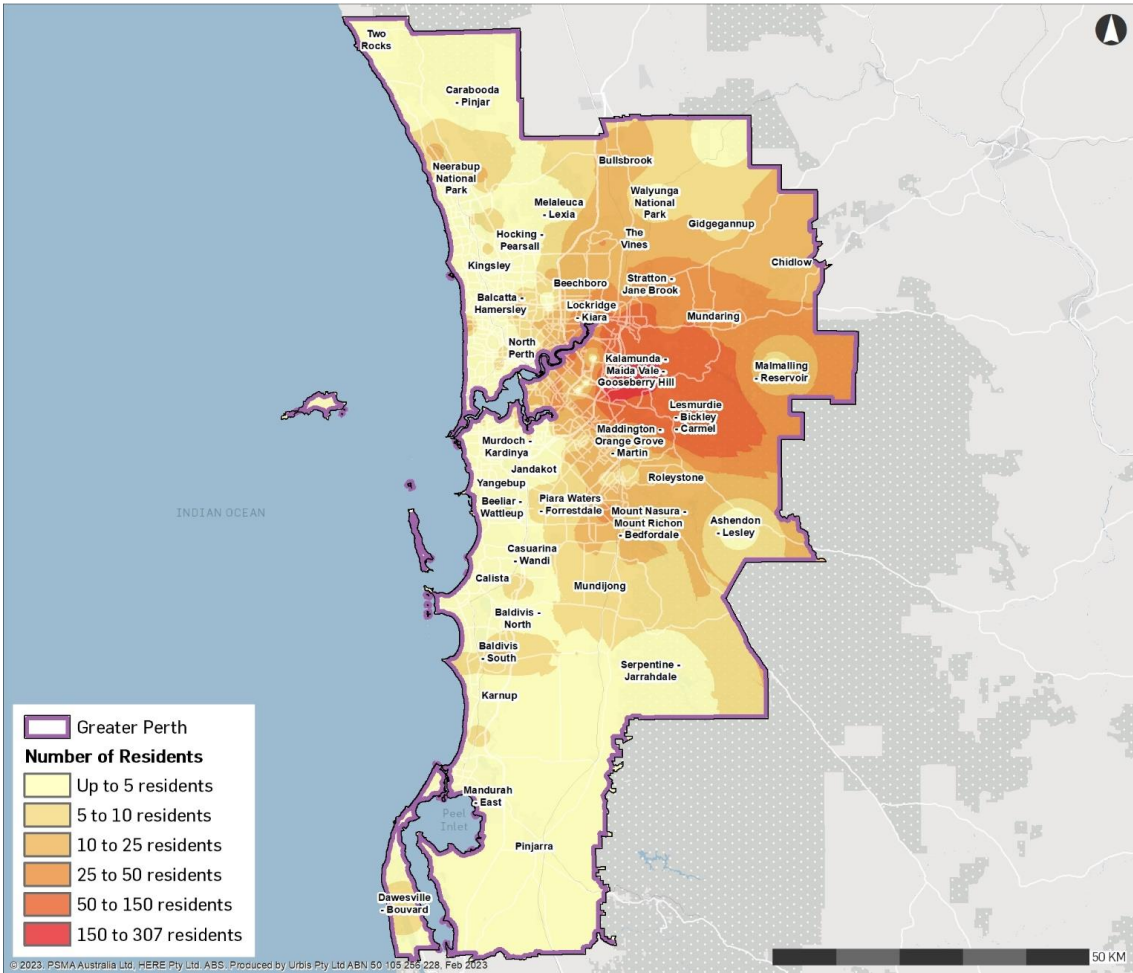 Two
Rocks
Carabooda
- Pinjar
Neerabup
National
Park
Bullsbrook
Melaleuca
- Lexia
Walyunga
National
Park
Gidgegannup
Hocking -
Pearsall
The
Vines
Kingsley
Chidlow
Beechboro
Stratton -
Jane Brook
Balcatta -
Hamersley
Lockridge
- Kiara
Mundaring
North
Perth
Kalamunda -
Maida Vale -
Gooseberry Hill
Malmalling
- Reservoir
Lesmurdie
- Bickley
- Carmel
Murdoch -
Kardinya
Maddington -
Orange Grove
- Martin
Jandakot
Yangebup
Roleystone
Beeliar -
Wattleup
Piara Waters
- Forrestdale
Mount Nasura -
Mount Richon
- Bedfordale
Ashendon
- Lesley
INDIAN OCEAN
Casuarina
- Wandi
Calista
Mundijong
Baldivis -
North
Baldivis
- South
Serpentine -
Jarrahdale
Karnup
Mandurah
- East
Peel
Inlet
Pinjarra
Dawesville
- Bouvard
Greater Perth
Number of Residents
Up to 5 residents
5 to 10 residents
10 to 25 residents
25 to 50 residents
50 to 150 residents
150 to 307 residents
© 2023. PSMA Australia Ltd, HERE Pty Ltd. ABS. Produced by Urbis Pty Ltd ABN 50 105 256 228, Feb 2023
50 KM